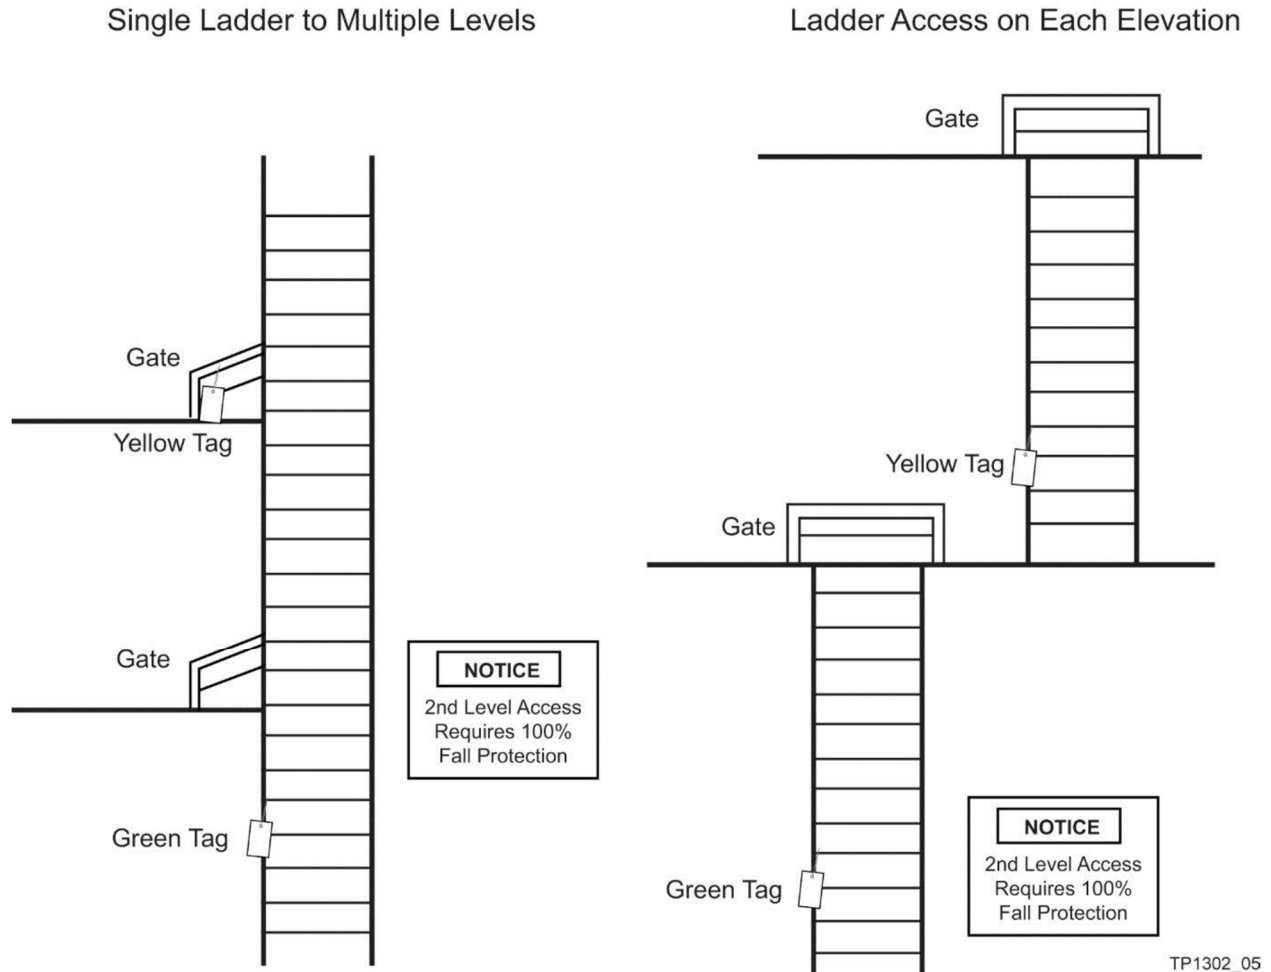 Single Ladder to Multiple Levels
Gate
Yellow Tag
Gate
NOTICE
2nd Level Access
Requires 100%
Fall Protection
Green Tag
Ladder Access on Each Elevation
Gate
Yellow Tag
Gate
Green Tag
NOTICE
2nd Level Access
Requires 100%
Fall Protection
TP1302_05